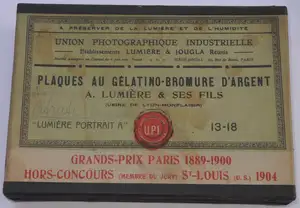 A PRÉSERVER DE LA LUMIÈRE ET DE L'HUMIDITÉ
UNION PHOTOGRAPHIQUE INDUSTRIELLE
Établissements LUMIÈRE & JOUGLA Réunis
PLAQUES AU GÉLATINO-BROMURE D'ARGENT
A. LUMIÈRE & SES FILS
(USINE DE LYON-MONPLAISIR)
"LUMIÈRE PORTRAIT A"
U.P.I
13-18
GRANDS-PRIX PARIS 1889-1900
HORS-CONCOURS (MEMBRE DU JURY) ST-LOUIS (U.S.) 1904